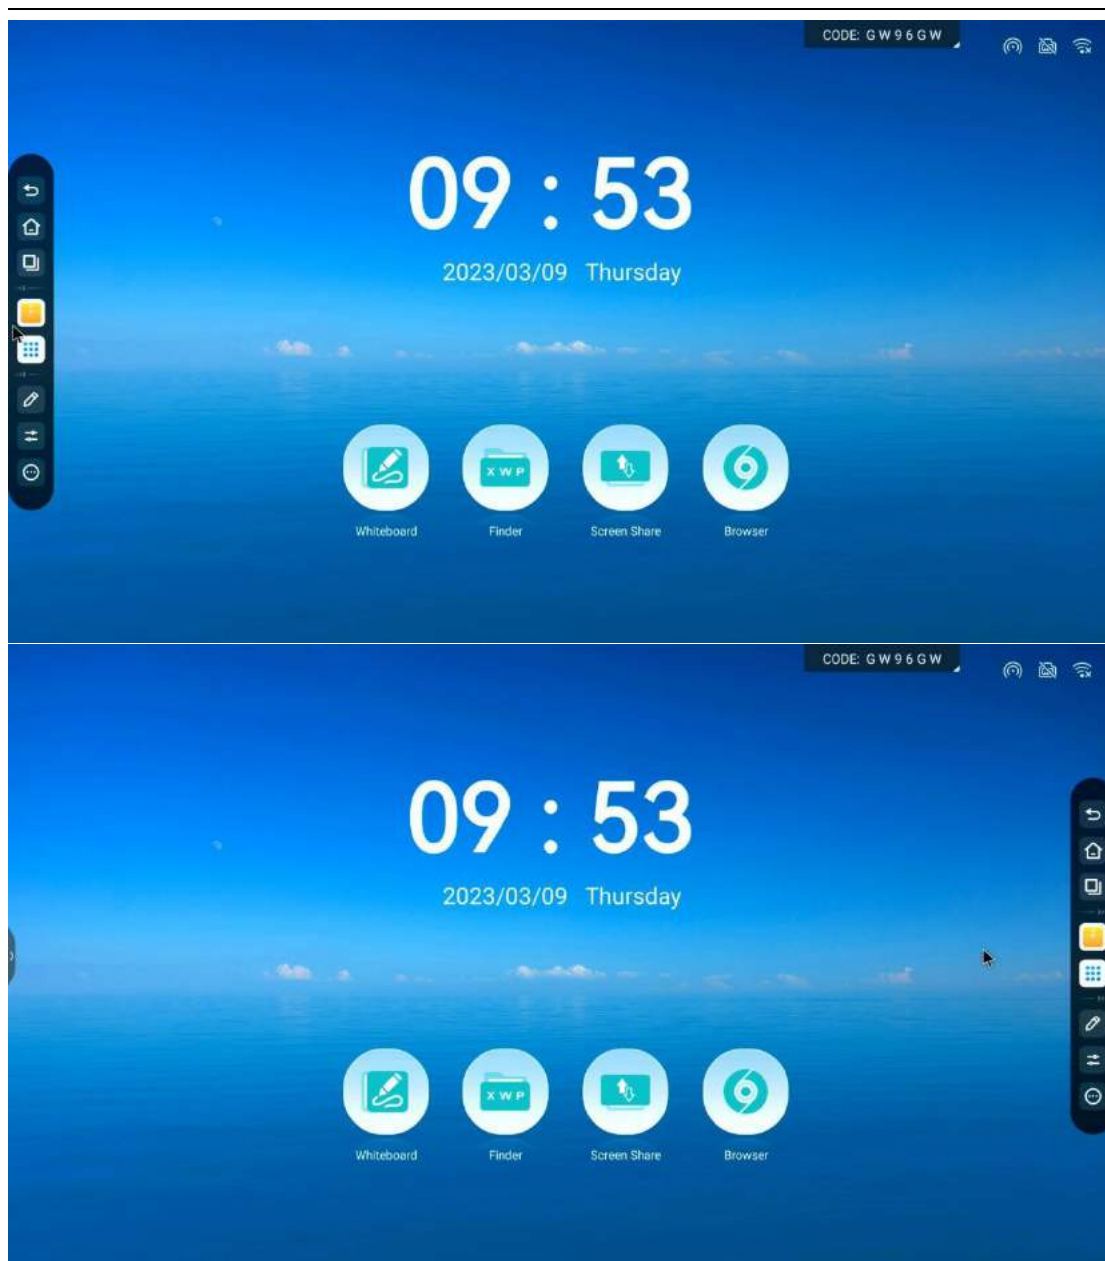 CODE: GW96GW
09 : 53
2023/03/09 Thursday
XWP
Whiteboard
Finder
Screen Share
Browser
CODE: GW96GW
09 : 53
2023/03/09 Thursday
XWP
Whiteboard
Finder
Screen Share
Browser